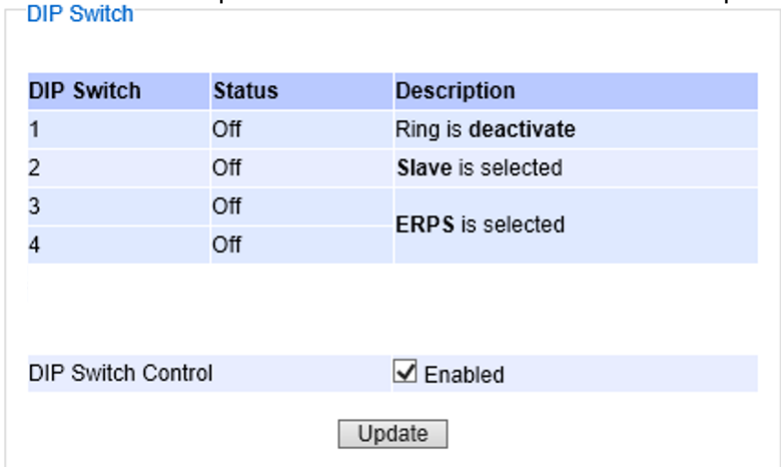 DIP Switch
DIP Switch Status Description
1 Off Ring is deactivate
2 Off Slave is selected
3 Off ERPS is selected
4 Off
DIP Switch Control Enabled
Update